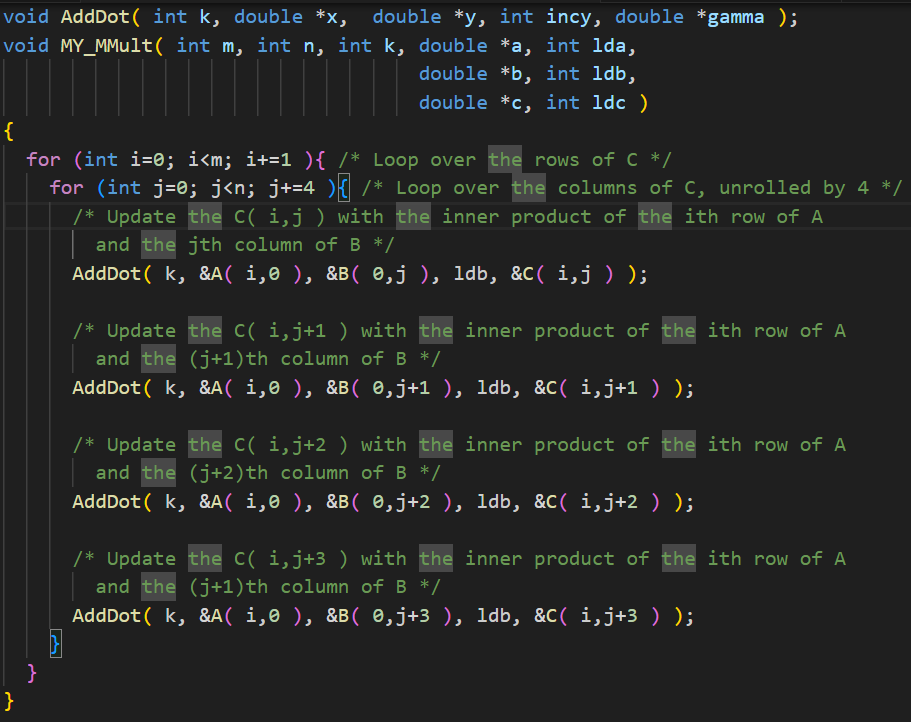 void AddDot( int k, double *x,  double *y, int incy, double *gamma );
void MY_MMult( int m, int n, int k, double *a, int lda,
                                    double *b, int ldb,
                                    double *c, int ldc )
{
  for (int i=0; i<m; i+=1 ){ /* Loop over the rows of C */
    for (int j=0; j<n; j+=4 ){ /* Loop over the columns of C, unrolled by 4 */
      /* Update the C( i,j ) with the inner product of the ith row of A
        and the jth column of B */
      AddDot( k, &A( i,0 ), &B( 0,j ), ldb, &C( i,j ) );

      /* Update the C( i,j+1 ) with the inner product of the ith row of A
        and the (j+1)th column of B */
      AddDot( k, &A( i,0 ), &B( 0,j+1 ), ldb, &C( i,j+1 ) );

      /* Update the C( i,j+2 ) with the inner product of the ith row of A
        and the (j+2)th column of B */
      AddDot( k, &A( i,0 ), &B( 0,j+2 ), ldb, &C( i,j+2 ) );

      /* Update the C( i,j+3 ) with the inner product of the ith row of A
        and the (j+1)th column of B */
      AddDot( k, &A( i,0 ), &B( 0,j+3 ), ldb, &C( i,j+3 ) );
    }
  }
}